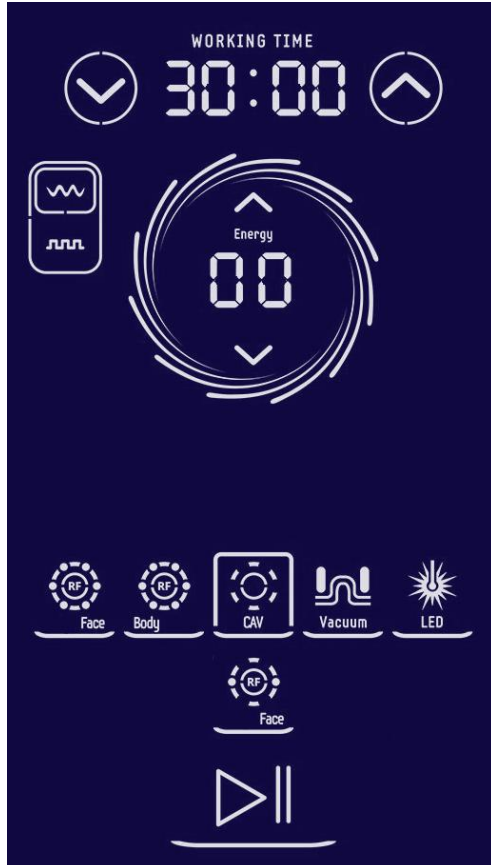 WORKING TIME
30:00
Energy
00
RF
Face
RF
Body
CAV
Vacuum
LED
RF
Face